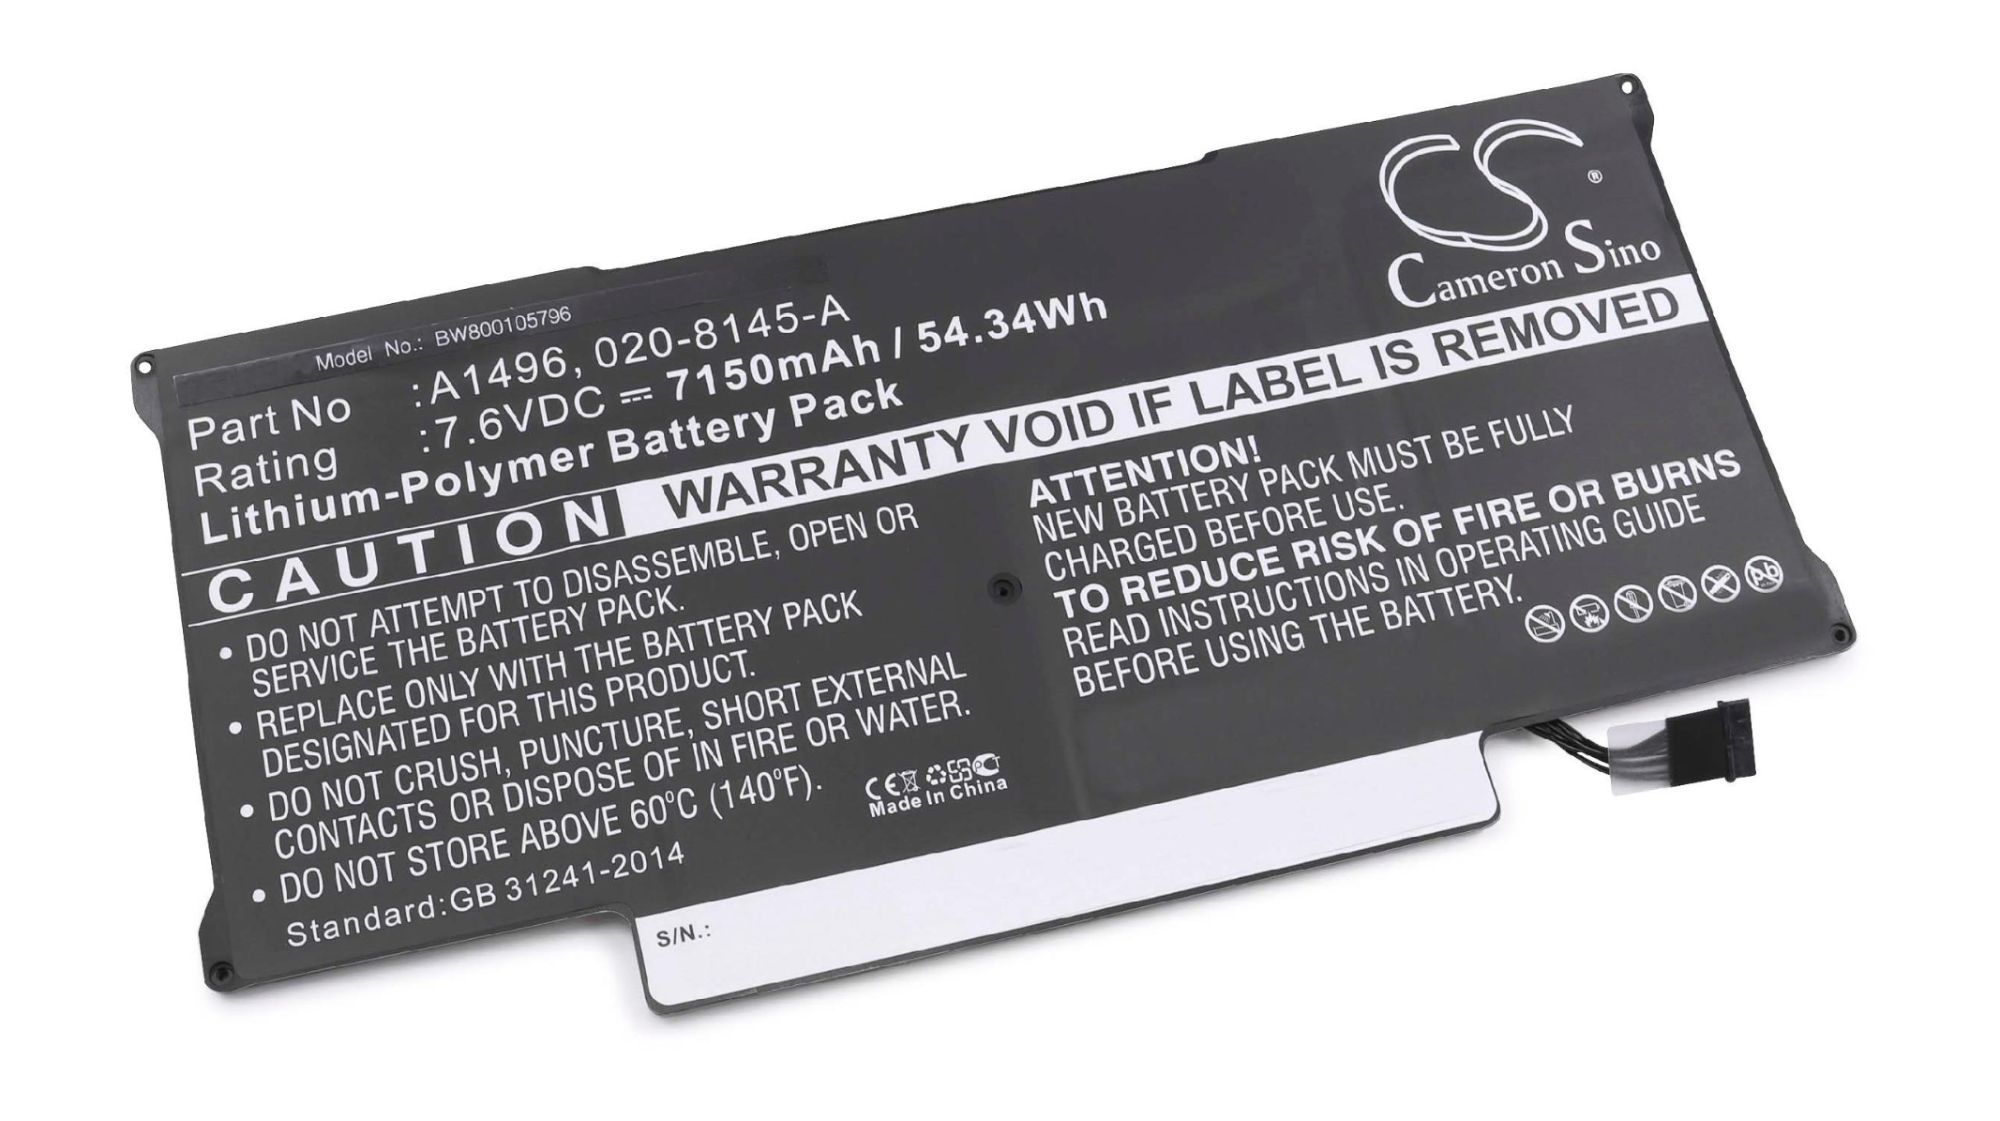 CS ®
Cameron Sino
Model No.: BW800105796
Part No :A1496, 020-8145-A
Rating :7.6VDC ⎓ 7150mAh / 54.34Wh
Lithium-Polymer Battery Pack
CAUTION WARRANTY VOID IF LABEL IS REMOVED
• DO NOT ATTEMPT TO DISASSEMBLE, OPEN OR
SERVICE THE BATTERY PACK.
• REPLACE ONLY WITH THE BATTERY PACK
DESIGNATED FOR THIS PRODUCT.
• DO NOT CRUSH, PUNCTURE, SHORT EXTERNAL
CONTACTS OR DISPOSE OF IN FIRE OR WATER.
• DO NOT STORE ABOVE 60°C (140°F).
Standard:GB 31241-2014
CE
Made In China
ATTENTION!
NEW BATTERY PACK MUST BE FULLY
CHARGED BEFORE USE.
TO REDUCE RISK OF FIRE OR BURNS
READ INSTRUCTIONS IN OPERATING GUIDE
BEFORE USING THE BATTERY.
Pb
S/N.: